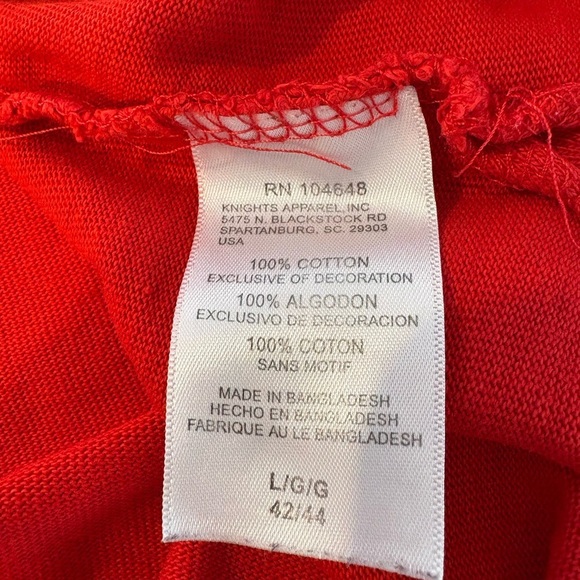 RN 104648
KNIGHTS APPAREL,INC
5475 N. BLACKSTOCK RD
SPARTANBURG, SC. 29303
USA
100% COTTON
EXCLUSIVE OF DECORATION
100% ALGODON
EXCLUSIVO DE DECORACION
100% COTON
SANS MOTIF
MADE IN BANGLADESH
HECHO EN BANGLADESH
FABRIQUE AU LE BANGLADESH
L/G/G
42/44